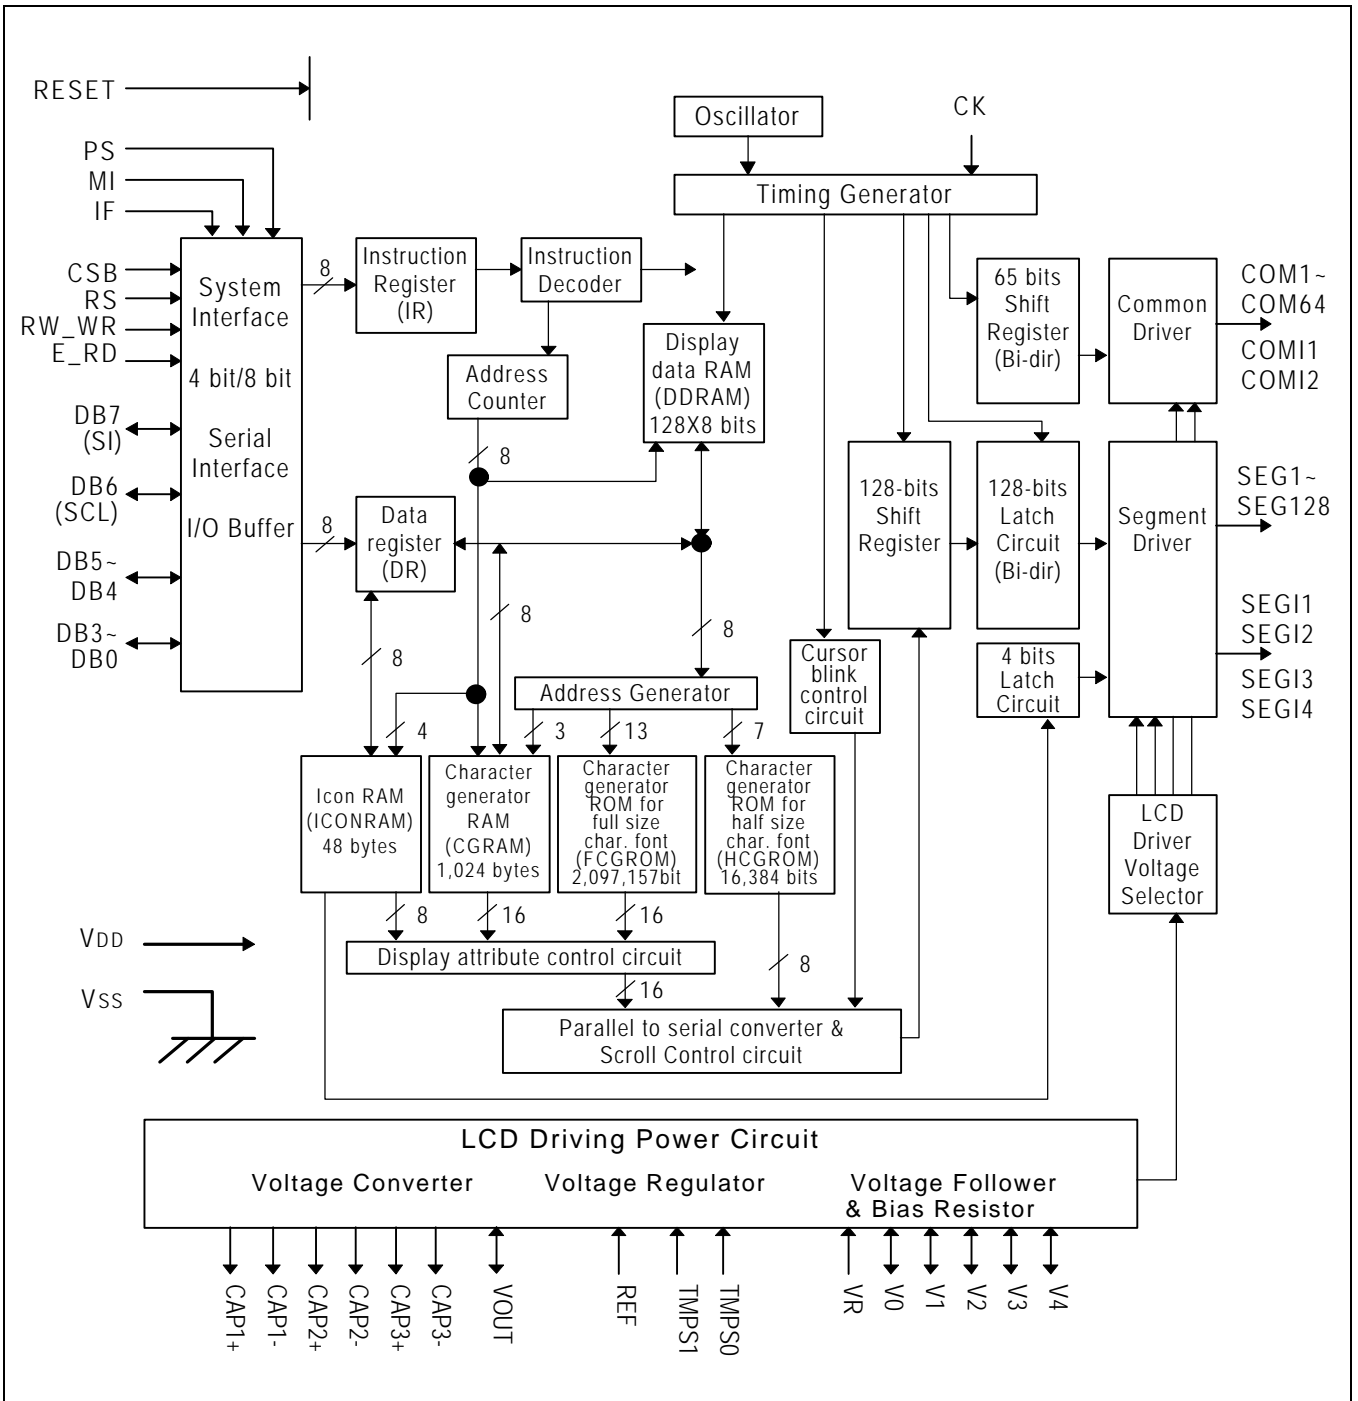 RESET
PS
MI
IF
CSB
RS
RW_WR
E_RD
DB7
(SI)
DB6
(SCL)
DB5~
DB4
DB3~
DB0
System
Interface
4 bit/8 bit
Serial
Interface
I/O Buffer
8
8
Instruction
Register
(IR)
Instruction
Decoder
Address
Counter
8
Data
register
(DR)
8
8
8
Oscillator
CK
Timing Generator
Display
data RAM
(DDRAM)
128X8 bits
65 bits
Shift
Register
(Bi-dir)
Common
Driver
COM1~
COM64
COMI1
COMI2
128-bits
Shift
Register
128-bits
Latch
Circuit
(Bi-dir)
Segment
Driver
SEG1~
SEG128
SEGI1
SEGI2
SEGI3
SEGI4
4 bits
Latch
Circuit
Cursor
blink
control
circuit
Address Generator
4
3
13
7
Icon RAM
(ICONRAM)
48 bytes
Character
generator
RAM
(CGRAM)
1,024 bytes
Character
generator
ROM for
full size
char. font
(FCGROM)
2,097,157bit
Character
generator
ROM for
half size
char. font
(HCGROM)
16,384 bits
LCD
Driver
Voltage
Selector
8
16
16
8
Display attribute control circuit
16
Parallel to serial converter &
Scroll Control circuit
VDD
VSS
LCD Driving Power Circuit
Voltage Converter
Voltage Regulator
Voltage Follower
& Bias Resistor
CAP1+
CAP1-
CAP2+
CAP2-
CAP3+
CAP3-
VOUT
REF
TMPS1
TMPS0
VR
V0
V1
V2
V3
V4